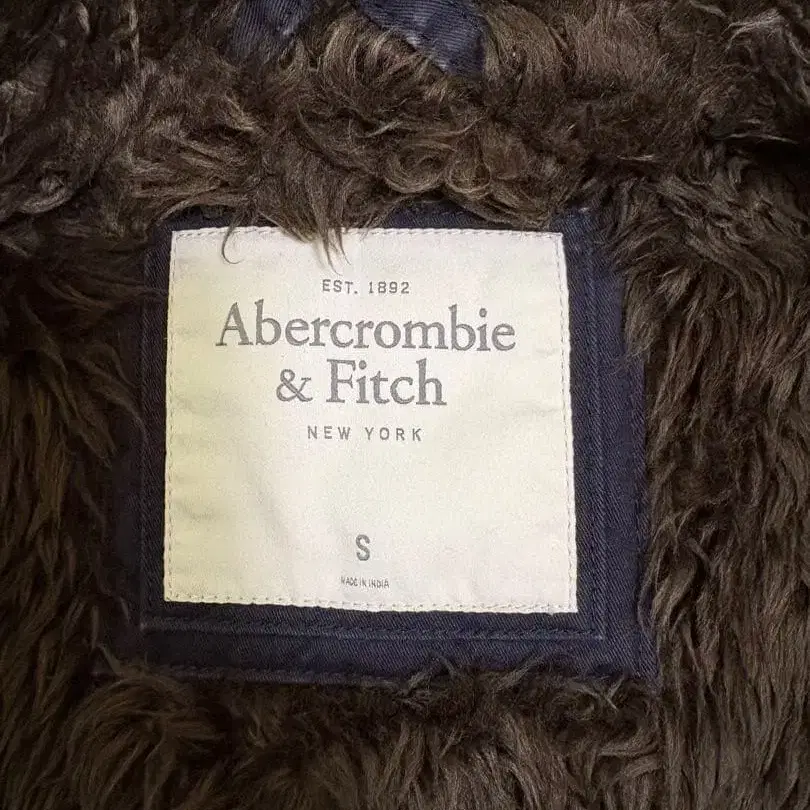 EST. 1892
Abercrombie
& Fitch
NEW YORK
S
MADE IN INDIA